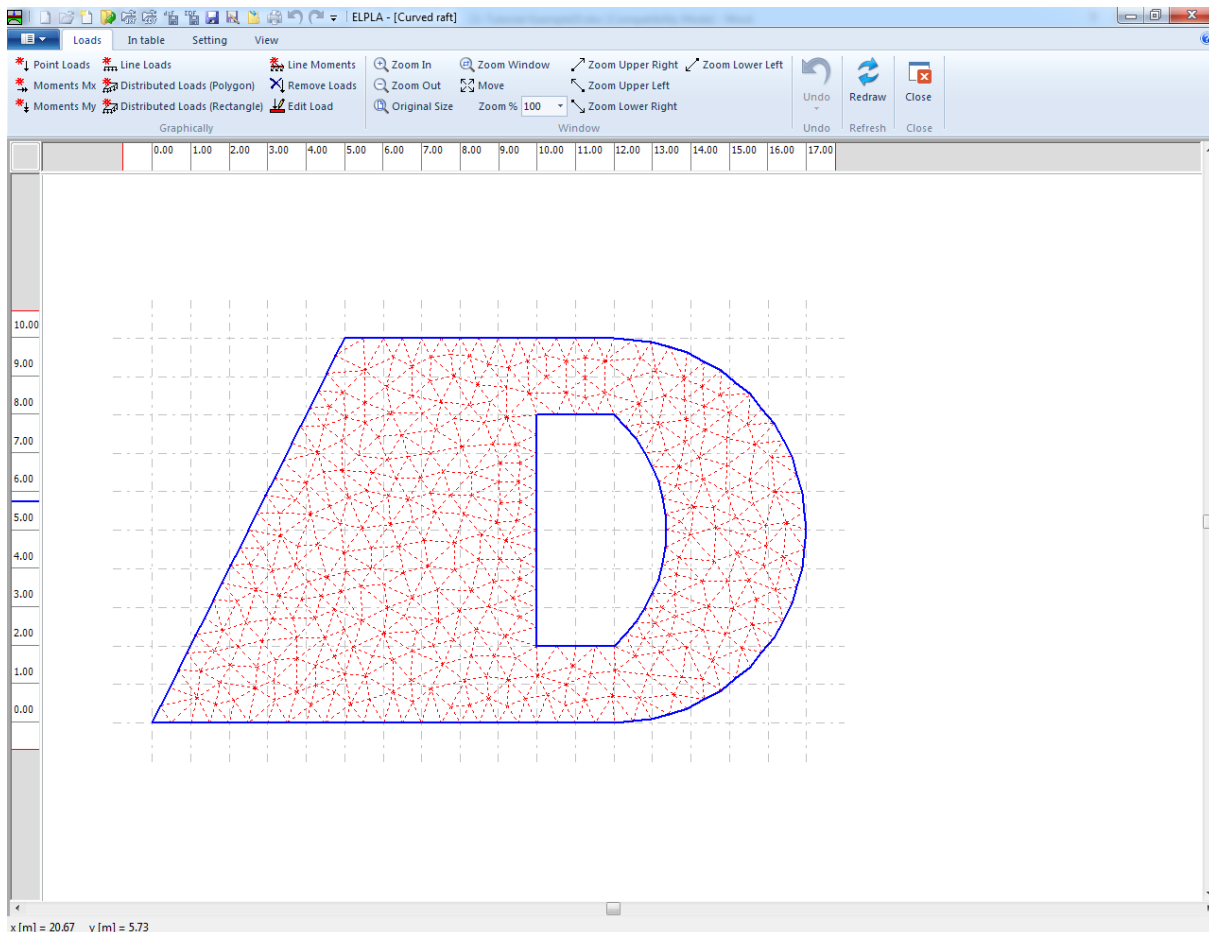 ELPLA - [Curved raft]
Loads In table Setting View
Point Loads Line Loads Line Moments Zoom In Zoom Window Zoom Upper Right Zoom Lower Left
Moments Mx Distributed Loads (Polygon) Remove Loads Zoom Out Move Zoom Upper Left Undo Redraw Close
Moments My Distributed Loads (Rectangle) Edit Load Original Size Zoom % 100 Zoom Lower Right
Graphically Window Undo Refresh Close
0.00 1.00 2.00 3.00 4.00 5.00 6.00 7.00 8.00 9.00 10.00 11.00 12.00 13.00 14.00 15.00 16.00 17.00
10.00
9.00
8.00
7.00
6.00
5.00
4.00
3.00
2.00
1.00
0.00
x [m] = 20.67 y [m] = 5.73